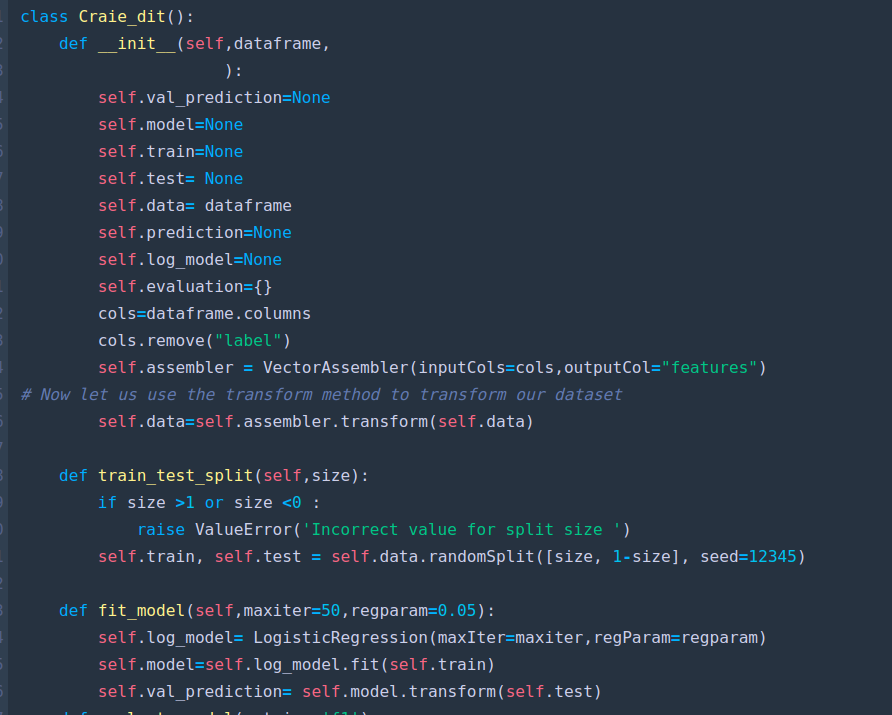 class Craie_dit():
    def __init__(self,dataframe,
                     ):
        self.val_prediction=None
        self.model=None
        self.train=None
        self.test= None
        self.data= dataframe
        self.prediction=None
        self.log_model=None
        self.evaluation={}
        cols=dataframe.columns
        cols.remove("label")
        self.assembler = VectorAssembler(inputCols=cols,outputCol="features")
# Now let us use the transform method to transform our dataset
        self.data=self.assembler.transform(self.data)

    def train_test_split(self,size):
        if size >1 or size <0 :
            raise ValueError('Incorrect value for split size ')
        self.train, self.test = self.data.randomSplit([size, 1-size], seed=12345)

    def fit_model(self,maxiter=50,regparam=0.05):
        self.log_model= LogisticRegression(maxIter=maxiter,regParam=regparam)
        self.model=self.log_model.fit(self.train)
        self.val_prediction= self.model.transform(self.test)